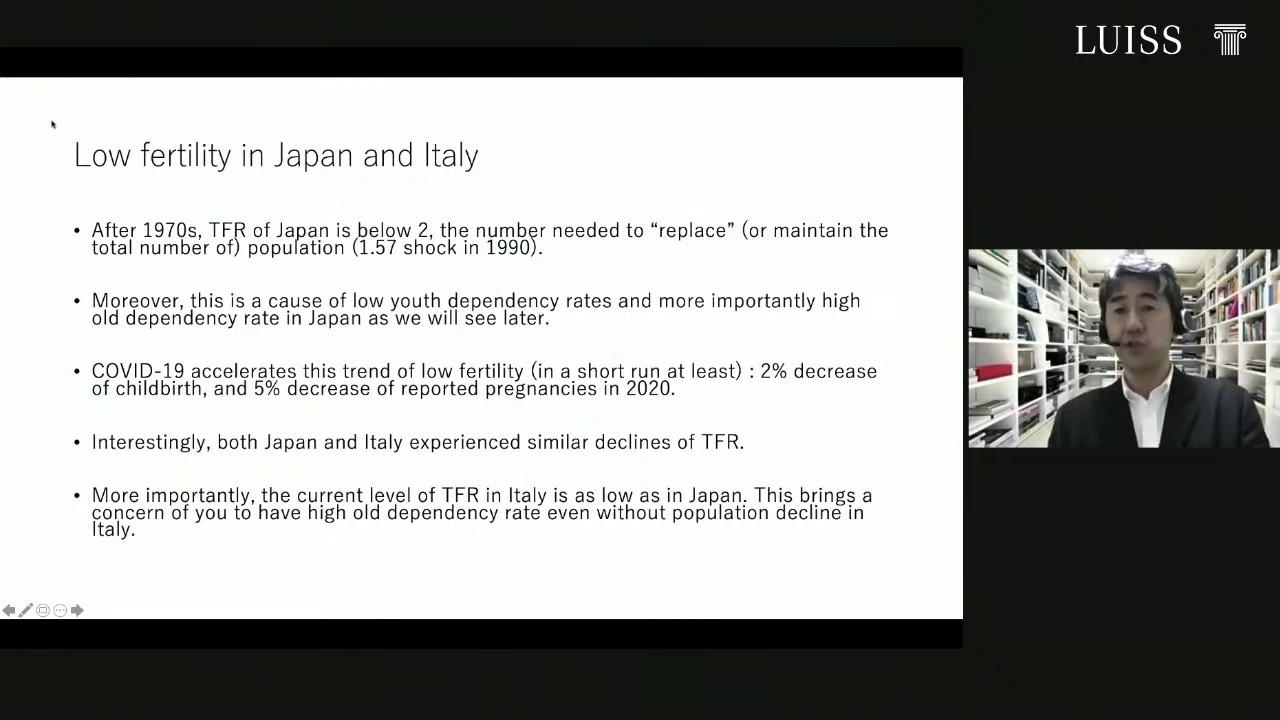 LUISS
Low fertility in Japan and Italy
• After 1970s, TFR of Japan is below 2, the number needed to “replace” (or maintain the
total number of) population (1.57 shock in 1990).
• Moreover, this is a cause of low youth dependency rates and more importantly high
old dependency rate in Japan as we will see later.
• COVID-19 accelerates this trend of low fertility (in a short run at least) : 2% decrease
of childbirth, and 5% decrease of reported pregnancies in 2020.
• Interestingly, both Japan and Italy experienced similar declines of TFR.
• More importantly, the current level of TFR in Italy is as low as in Japan. This brings a
concern of you to have high old dependency rate even without population decline in
Italy.